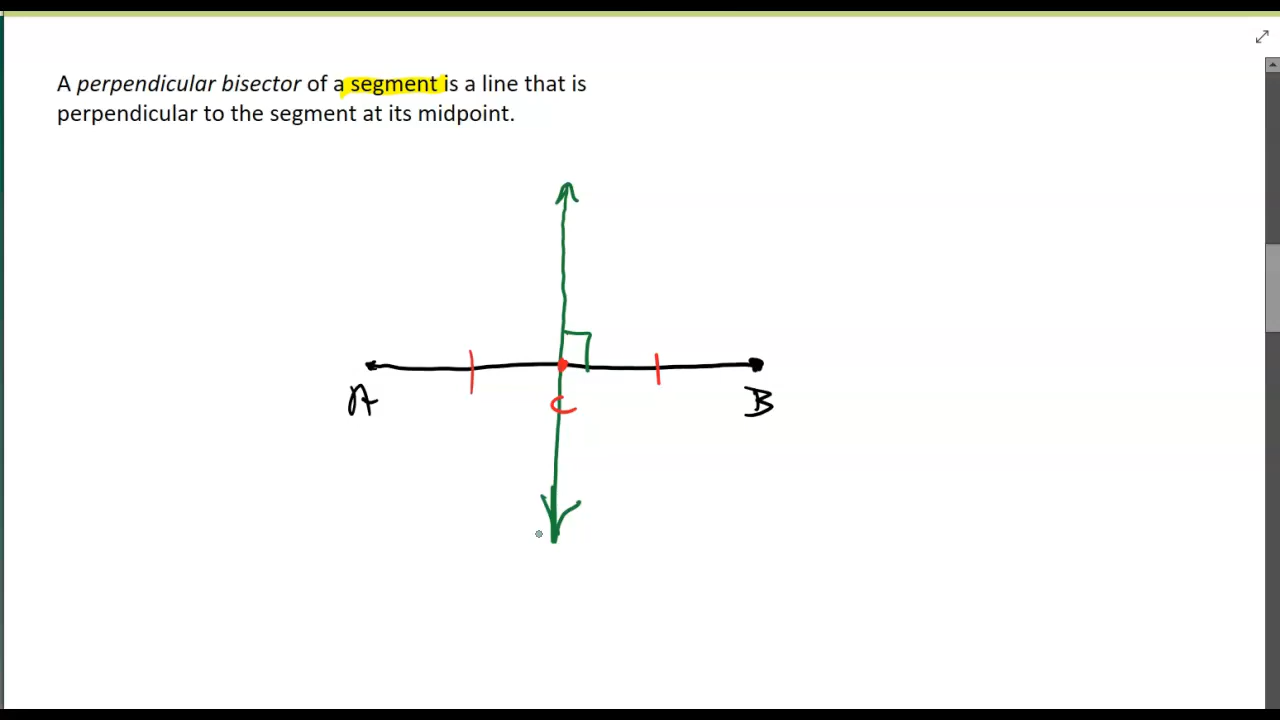 A perpendicular bisector of a segment is a line that is
perpendicular to the segment at its midpoint.
A C B